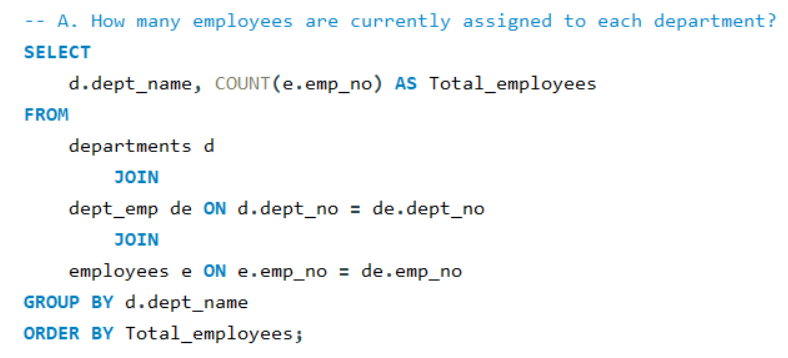 -- A. How many employees are currently assigned to each department?
SELECT
d.dept_name, COUNT(e.emp_no) AS Total_employees
FROM
departments d
JOIN
dept_emp de ON d.dept_no = de.dept_no
JOIN
employees e ON e.emp_no = de.emp_no
GROUP BY d.dept_name
ORDER BY Total_employees;